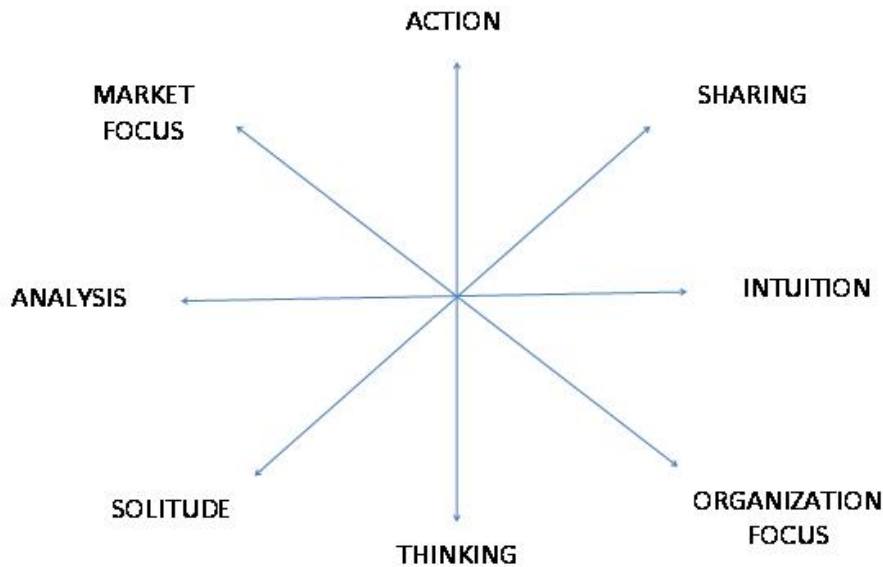 ACTION
MARKET
FOCUS
SHARING
ANALYSIS
INTUITION
SOLITUDE
ORGANIZATION
FOCUS
THINKING